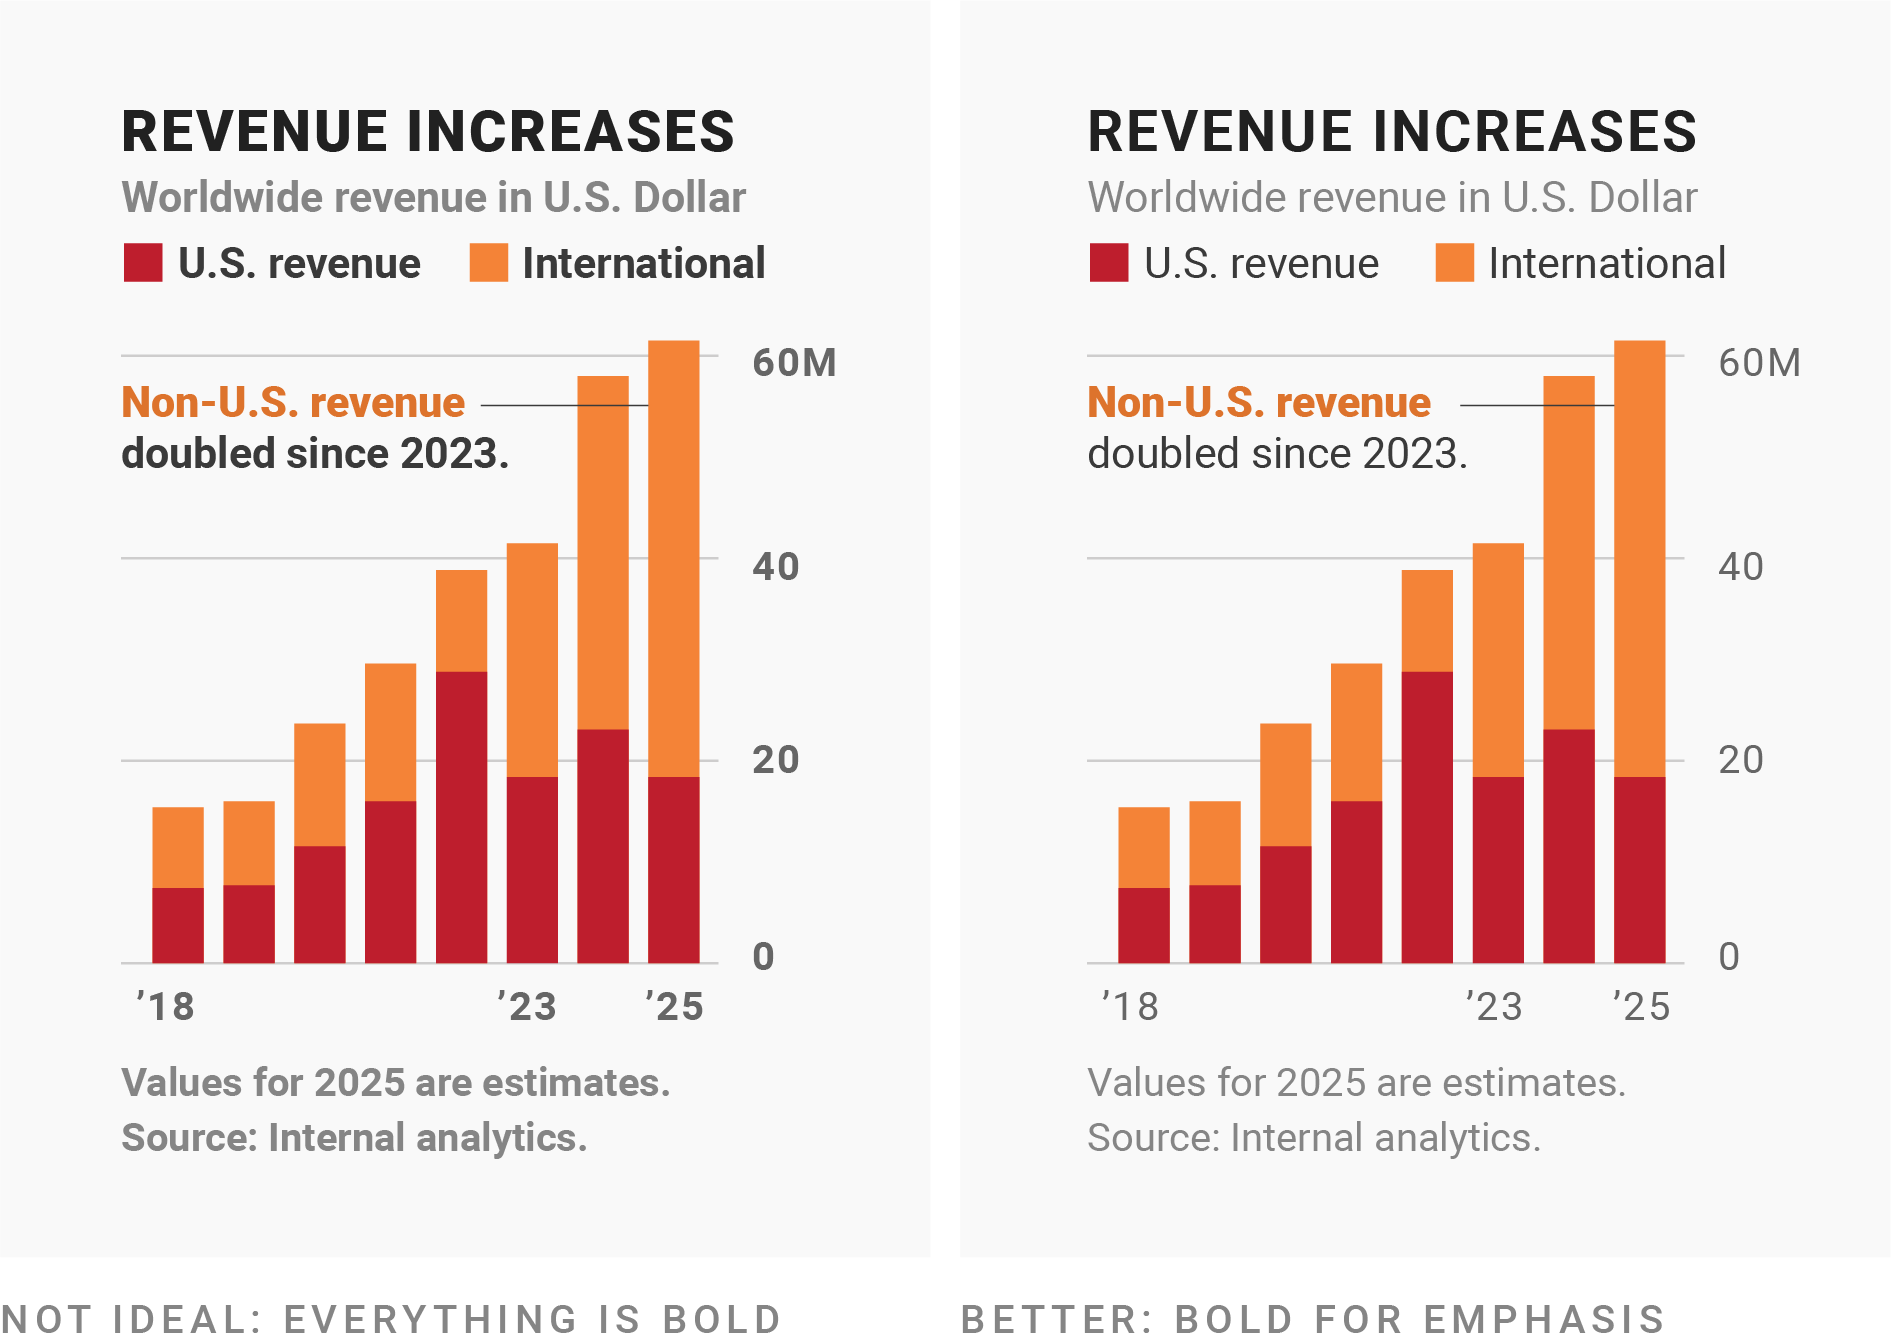 REVENUE INCREASES
Worldwide revenue in U.S. Dollar
U.S. revenue International
60M
Non-U.S. revenue
doubled since 2023.
40
20
0
’18 ’23 ’25
Values for 2025 are estimates.
Source: Internal analytics.
NOT IDEAL: EVERYTHING IS BOLD
REVENUE INCREASES
Worldwide revenue in U.S. Dollar
U.S. revenue International
60M
Non-U.S. revenue
doubled since 2023.
40
20
0
’18 ’23 ’25
Values for 2025 are estimates.
Source: Internal analytics.
BETTER: BOLD FOR EMPHASIS